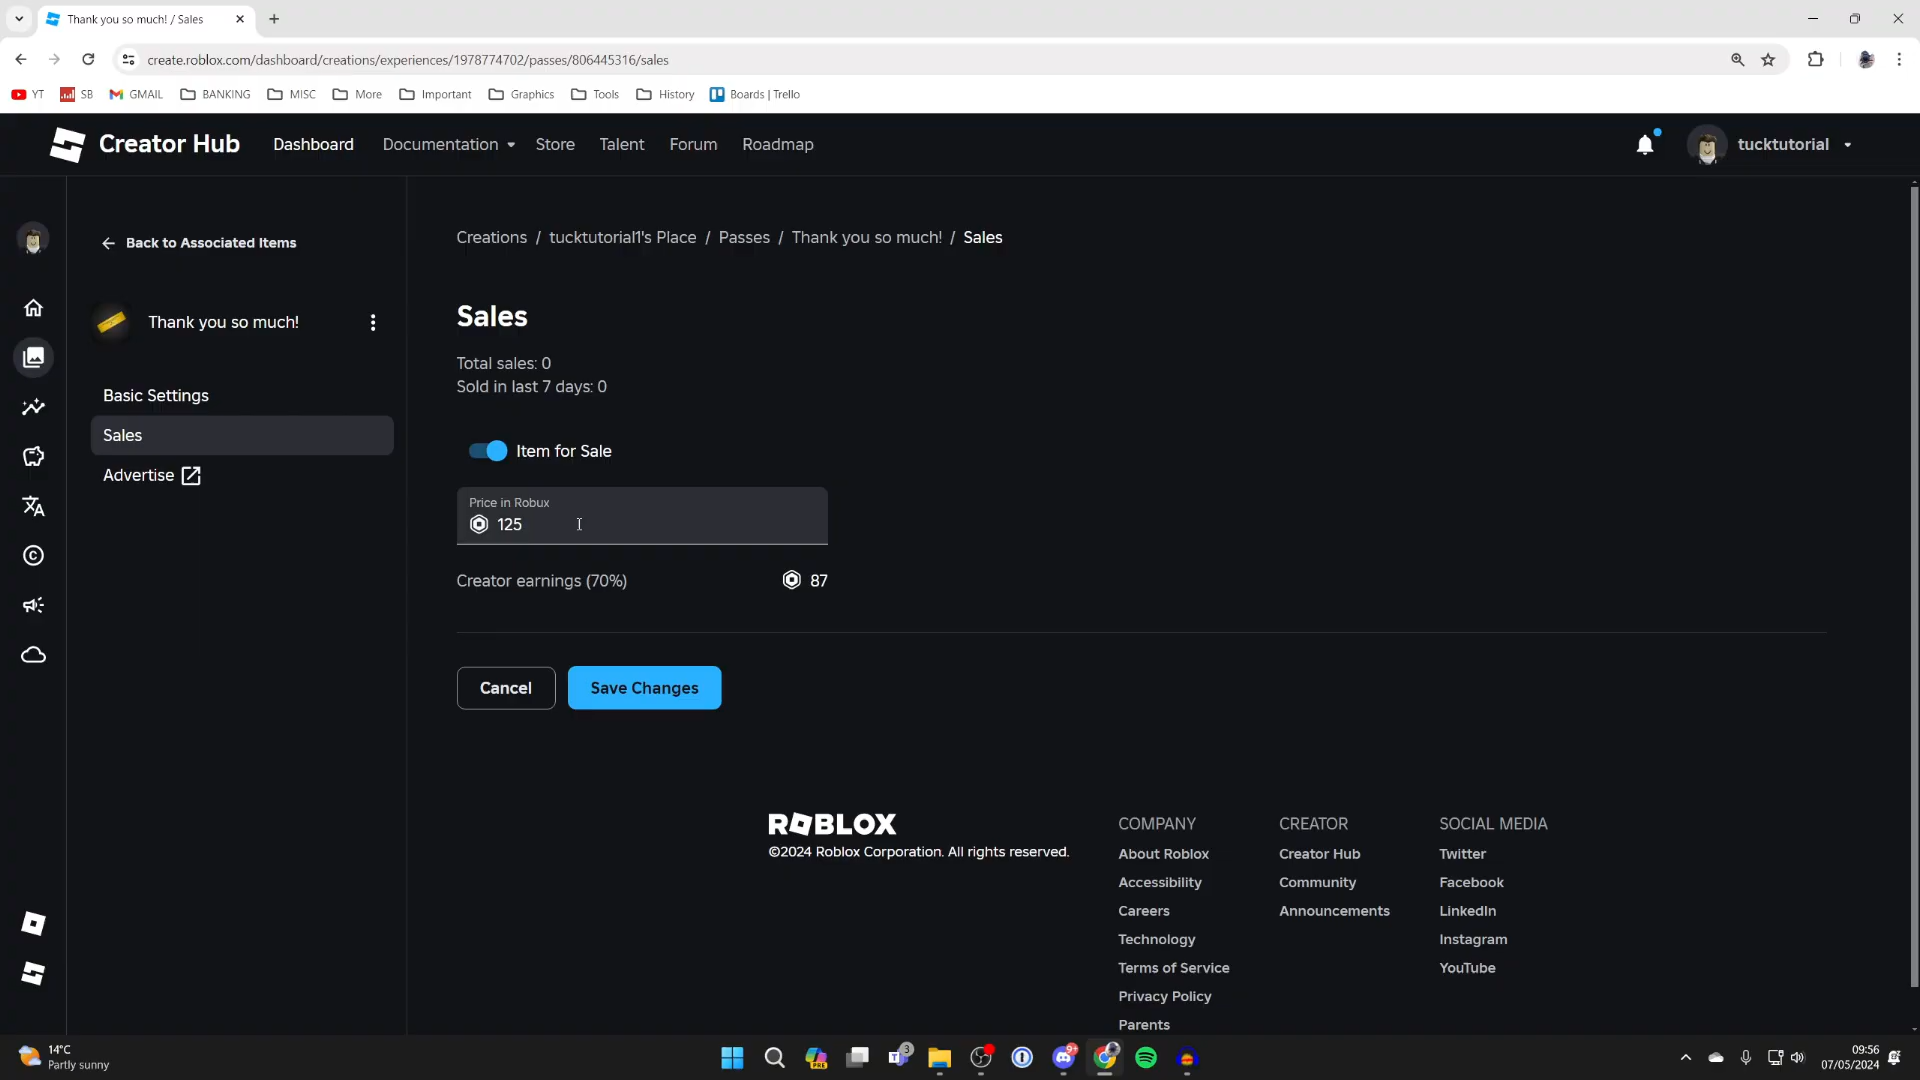 Thank you so much! / Sales
create.roblox.com/dashboard/creations/experiences/1978774702/passes/806445316/sales
YT SB GMAIL BANKING MISC More Important Graphics Tools History Boards | Trello
Creator Hub Dashboard Documentation Store Talent Forum Roadmap tucktutorial
Back to Associated Items
Thank you so much!
Basic Settings
Sales
Advertise
Creations / tucktutorial1's Place / Passes / Thank you so much! / Sales
Sales
Total sales: 0
Sold in last 7 days: 0
Item for Sale
Price in Robux
125
Creator earnings (70%) 87
Cancel Save Changes
ROBLOX
©2024 Roblox Corporation. All rights reserved.
COMPANY
About Roblox
Accessibility
Careers
Technology
Terms of Service
Privacy Policy
Parents
CREATOR
Creator Hub
Community
Announcements
SOCIAL MEDIA
Twitter
Facebook
LinkedIn
Instagram
YouTube
14°C
Partly sunny
PRE
3
9+
09:56
07/05/2024